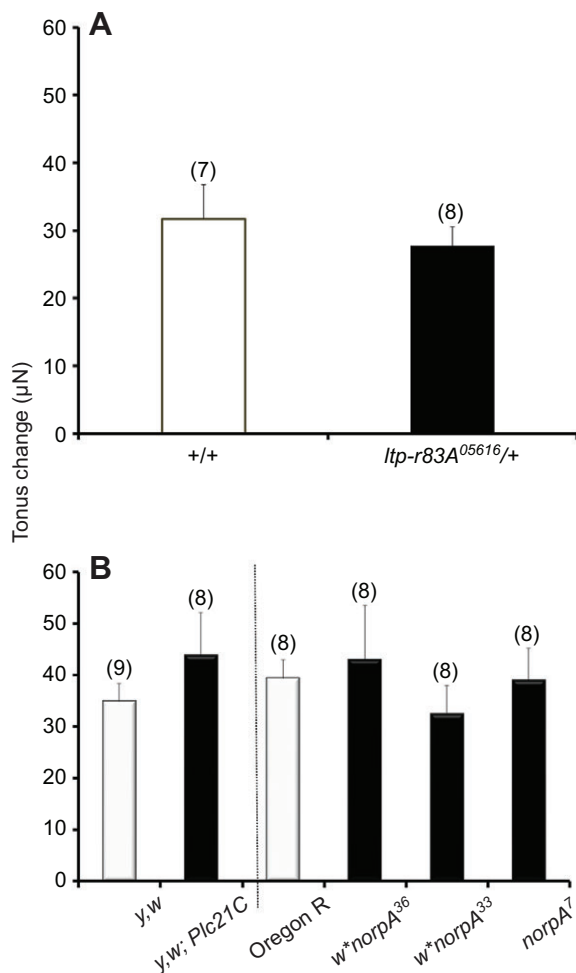 A
60
50
40
30
20
10
0
(7)
(8)
+/+
ltp-r83A⁰⁵⁶¹⁶/+
Tonus change (µN)
B
60
50
40
30
20
10
0
(9)
(8)
(8)
(8)
(8)
(8)
y,w
y,w; Plc21C
Oregon R
w*norpA³⁶
w*norpA³³
norpA⁷